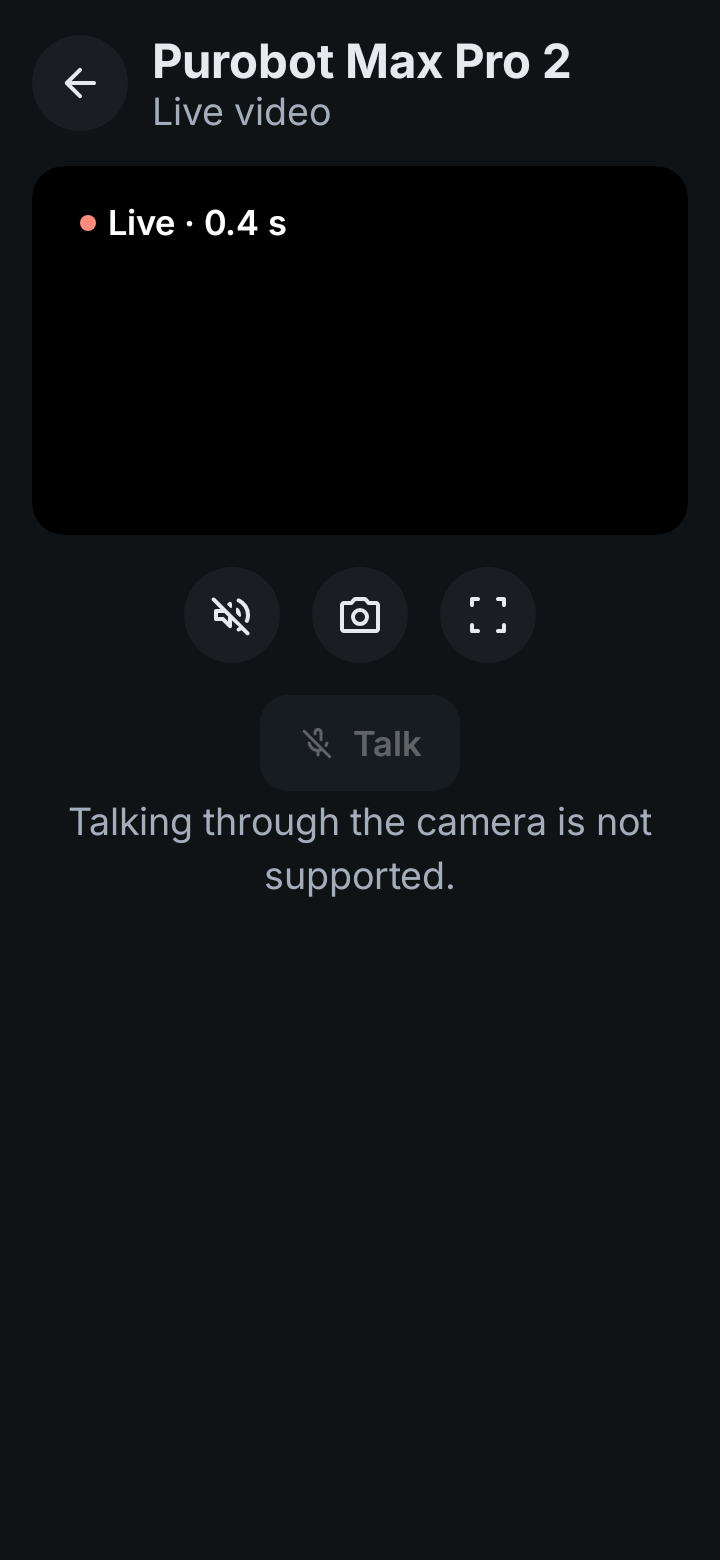 Purobot Max Pro 2
Live video
Live · 0.4 s
Talk
Talking through the camera is not
supported.